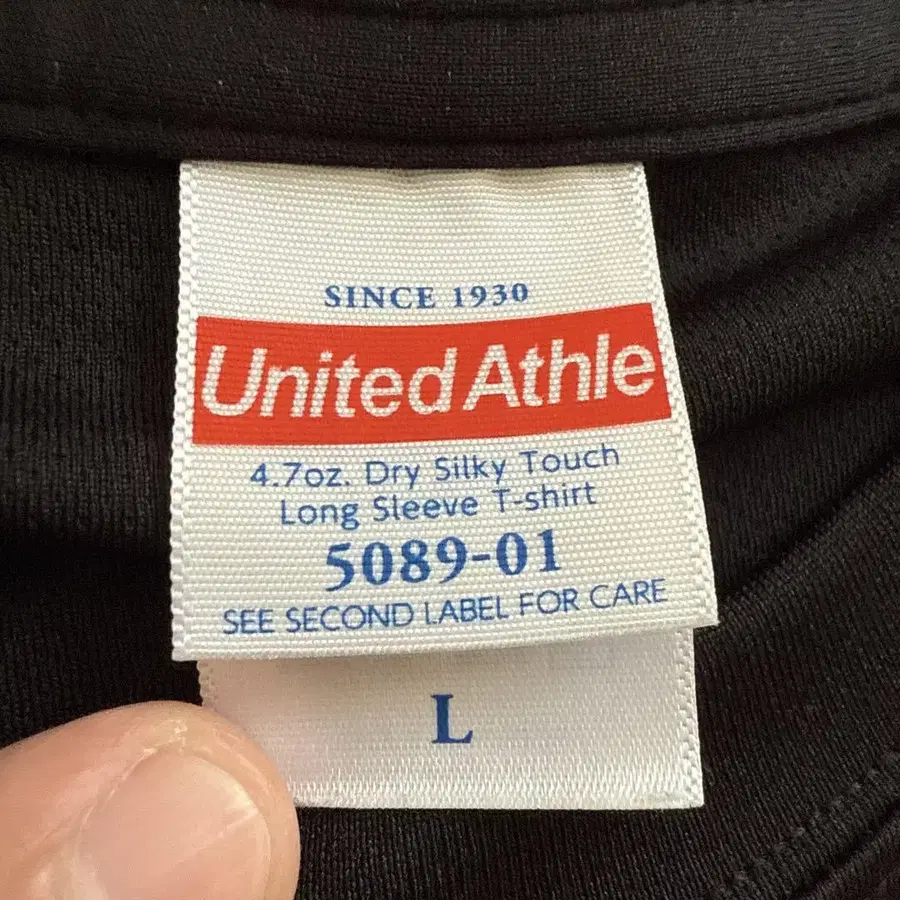 SINCE 1930
United Athle
4.7oz. Dry Silky Touch
Long Sleeve T-shirt
5089-01
SEE SECOND LABEL FOR CARE
L